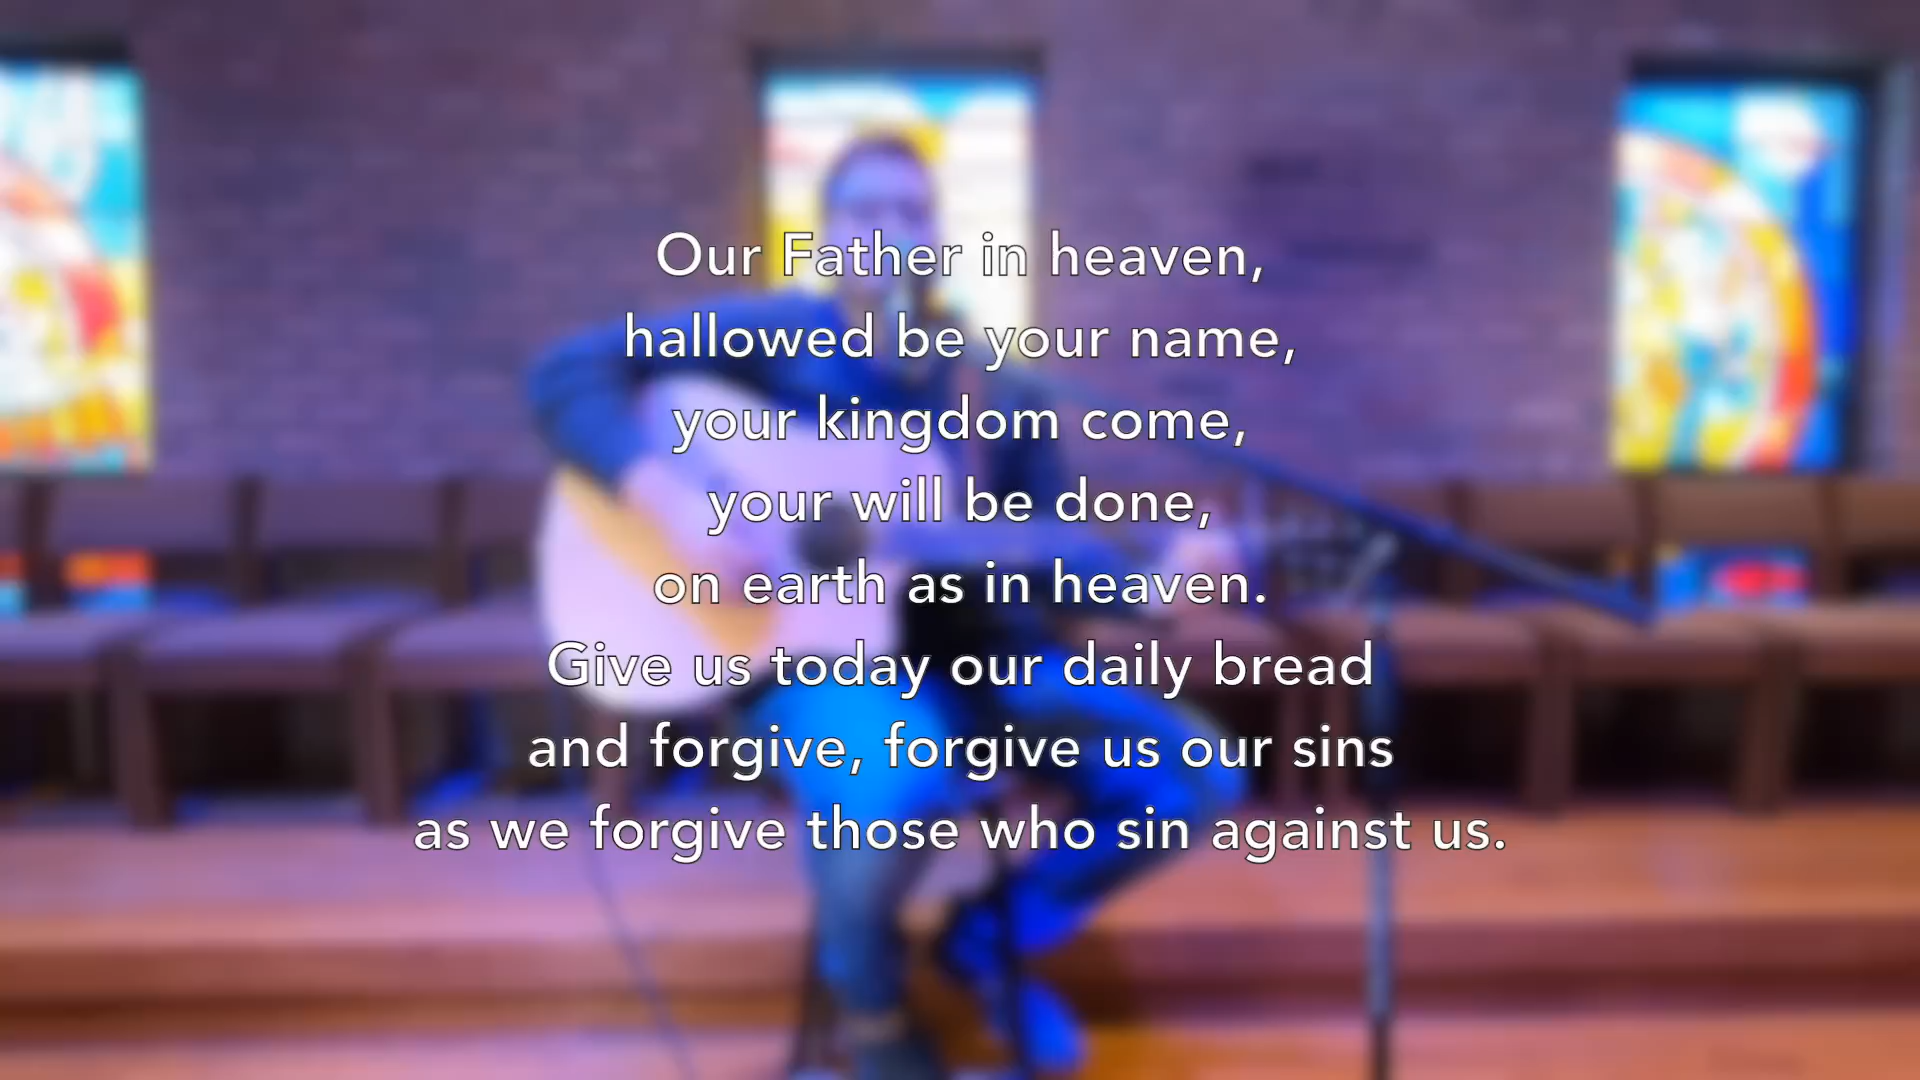 Our Father in heaven,
hallowed be your name,
your kingdom come,
your will be done,
on earth as in heaven.
Give us today our daily bread
and forgive, forgive us our sins
as we forgive those who sin against us.